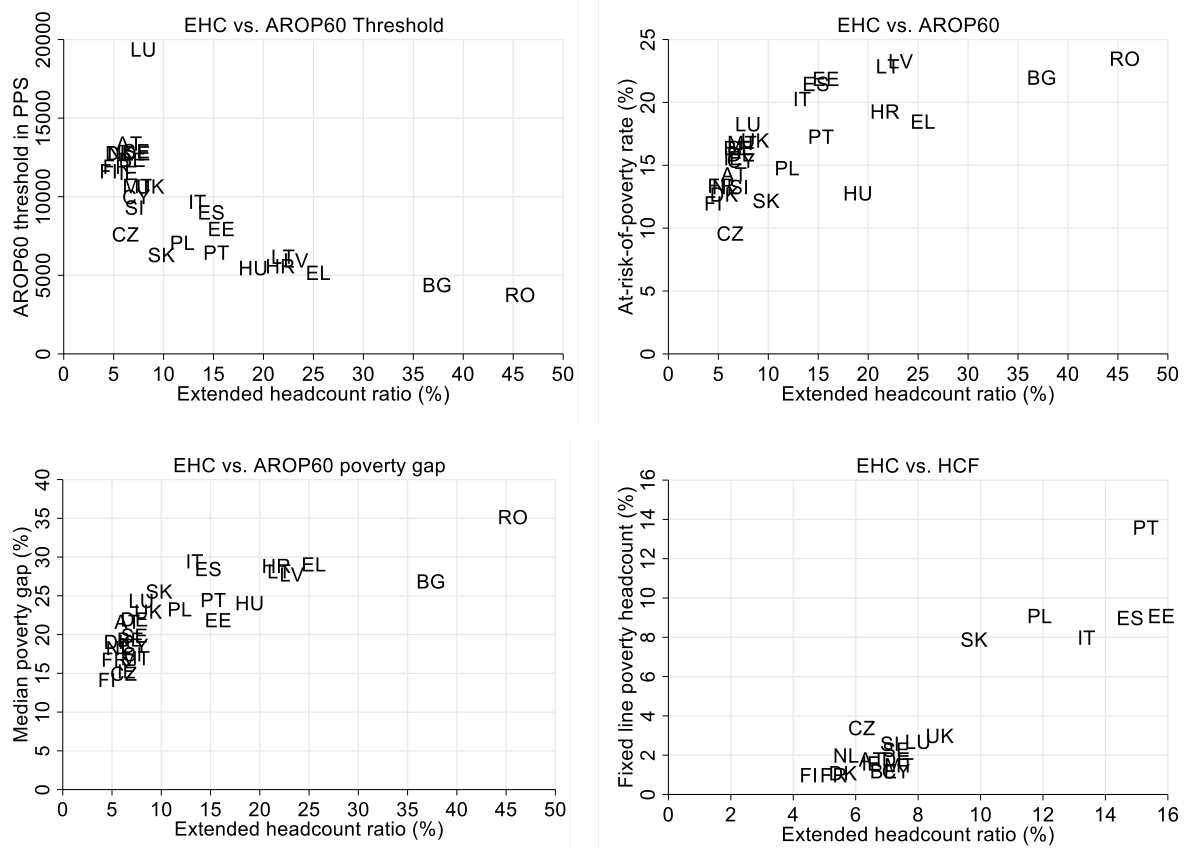 EHC vs. AROP60 Threshold
AROP60 threshold in PPS
20000
15000
10000
5000
0
LU
UK
IT
ES
EE
SI
CZ
SK
PL
PT
HU
HR
LT
LV
EL
BG
RO
0 5 10 15 20 25 30 35 40 45 50
Extended headcount ratio (%)
EHC vs. AROP60
At-risk-of-poverty rate (%)
25
20
15
10
5
0
LT
LV
RO
BG
ES
EE
IT
HR
EL
LU
UK
PT
PL
HU
SI
DK
FI
SK
CZ
0 5 10 15 20 25 30 35 40 45 50
Extended headcount ratio (%)
EHC vs. AROP60 poverty gap
Median poverty gap (%)
40
35
30
25
20
15
10
5
0
RO
IT
ES
HR
EL
LV
BG
SK
LU
UK
PL
PT
HU
EE
FI
CZ
0 5 10 15 20 25 30 35 40 45 50
Extended headcount ratio (%)
EHC vs. HCF
Fixed line poverty headcount (%)
16
14
12
10
8
6
4
2
0
PT
PL
ES
EE
IT
SK
CZ
UK
LU
NL
FI
FR
DK
0 2 4 6 8 10 12 14 16
Extended headcount ratio (%)